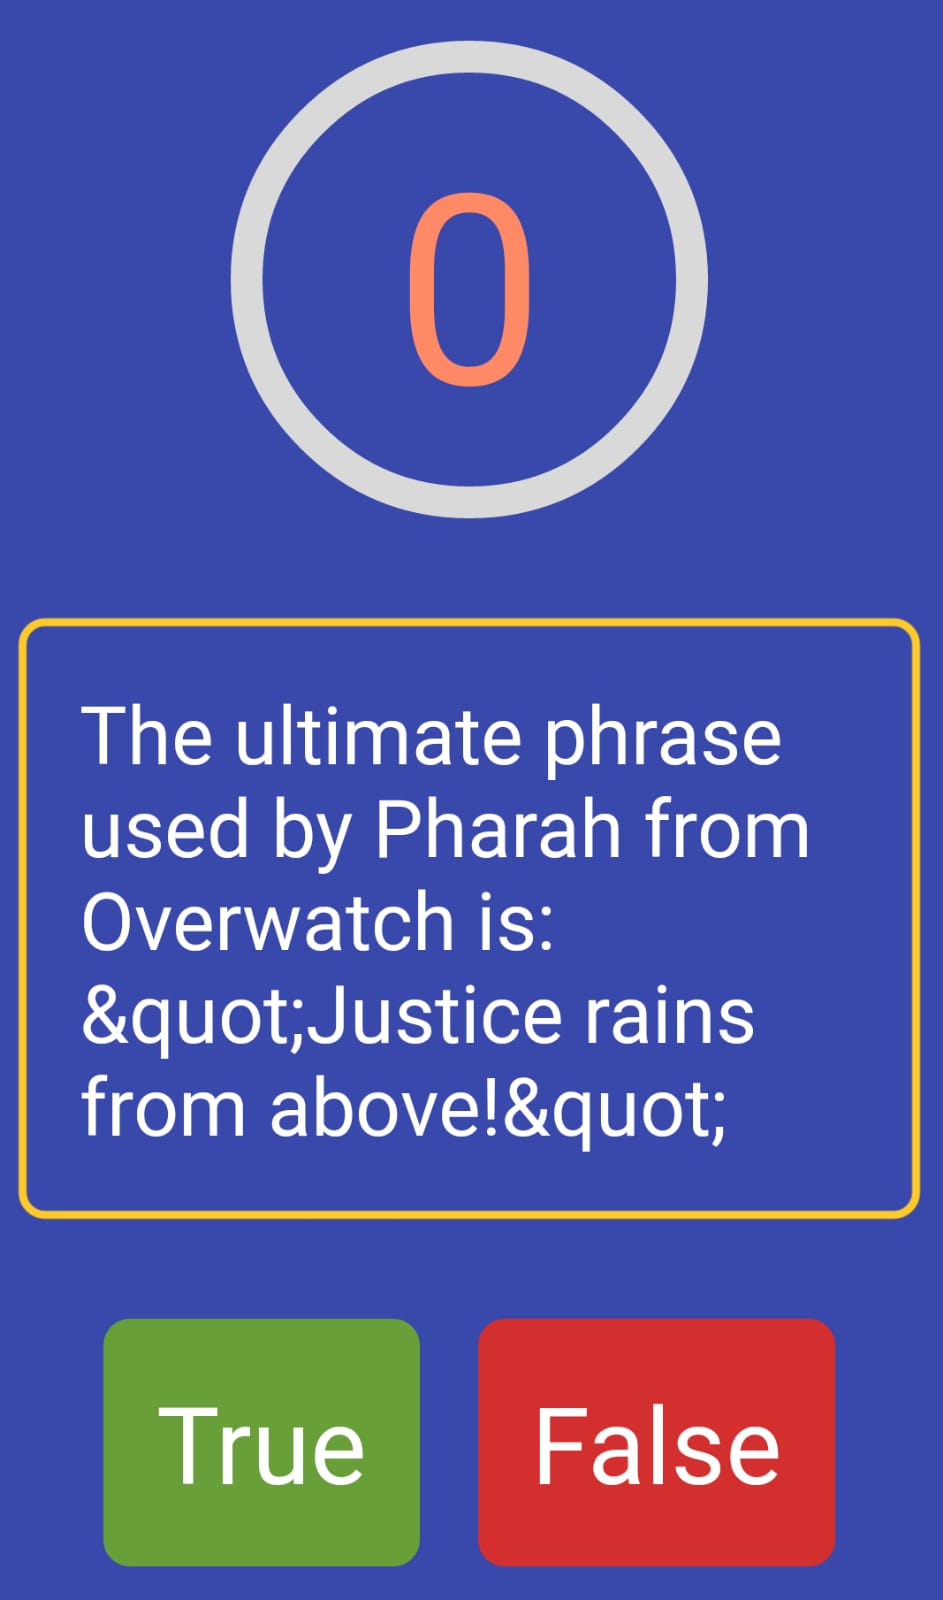 0
The ultimate phrase
used by Pharah from
Overwatch is:
&quot;Justice rains
from above!&quot;
True
False